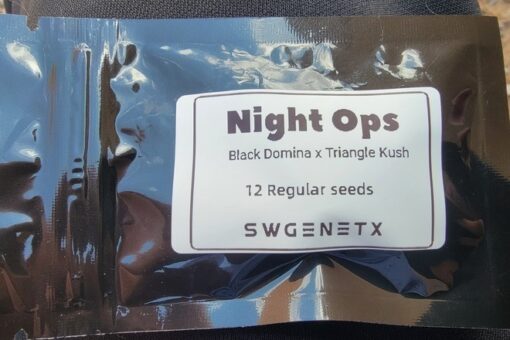 Night Ops
Black Domina x Triangle Kush
12 Regular seeds
SWGENETX